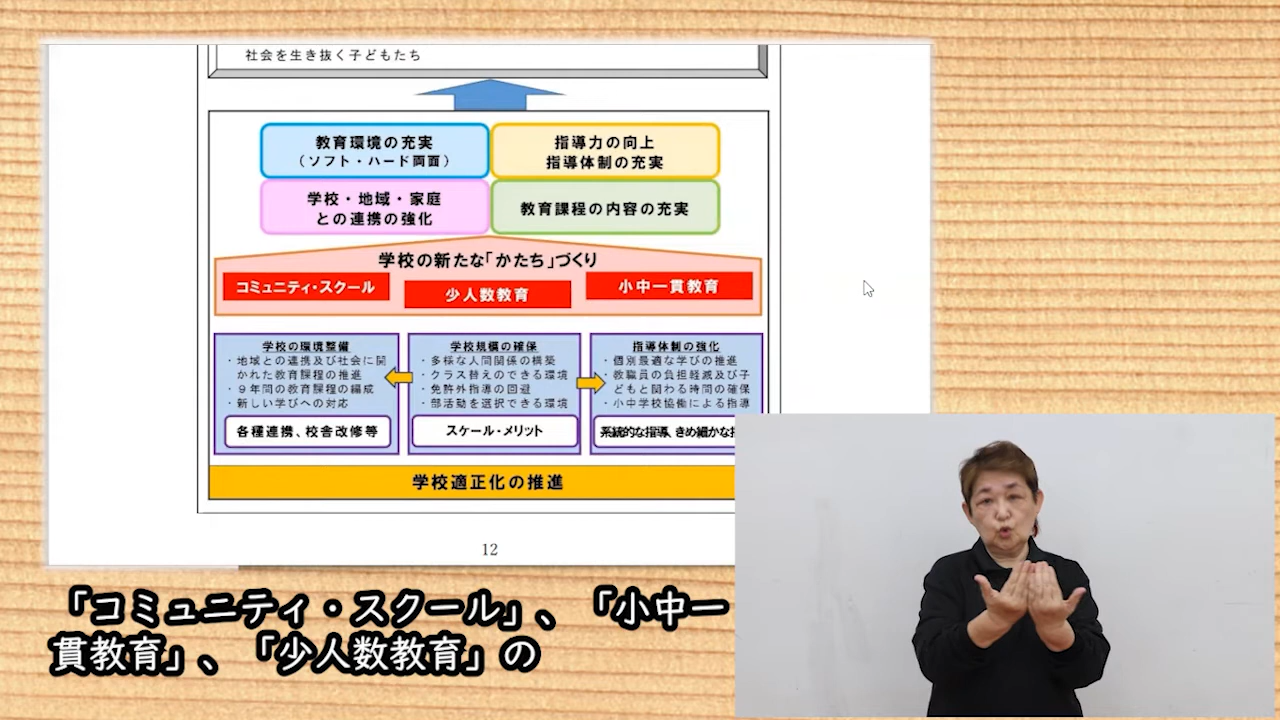 社会を生き抜く子どもたち
教育環境の充実
（ソフト・ハード両面）
指導力の向上
指導体制の充実
学校・地域・家庭
との連携の強化
教育課程の内容の充実
学校の新たな「かたち」づくり
コミュニティ・スクール
少人数教育
小中一貫教育
学校の環境整備
・地域との連携及び社会に開
かれた教育課程の推進
・９年間の教育課程の編成
・新しい学びへの対応
各種連携、校舎改修等
学校規模の確保
・多様な人間関係の構築
・クラス替えのできる環境
・免許外指導の回避
・部活動を選択できる環境
スケール・メリット
指導体制の強化
・個別最適な学びの推進
・教職員の負担軽減及び子
どもと関わる時間の確保
・小中学校協働による指導
系統的な指導、きめ細かな
学校適正化の推進
12
「コミュニティ・スクール」、「小中一
貫教育」、「少人数教育」の